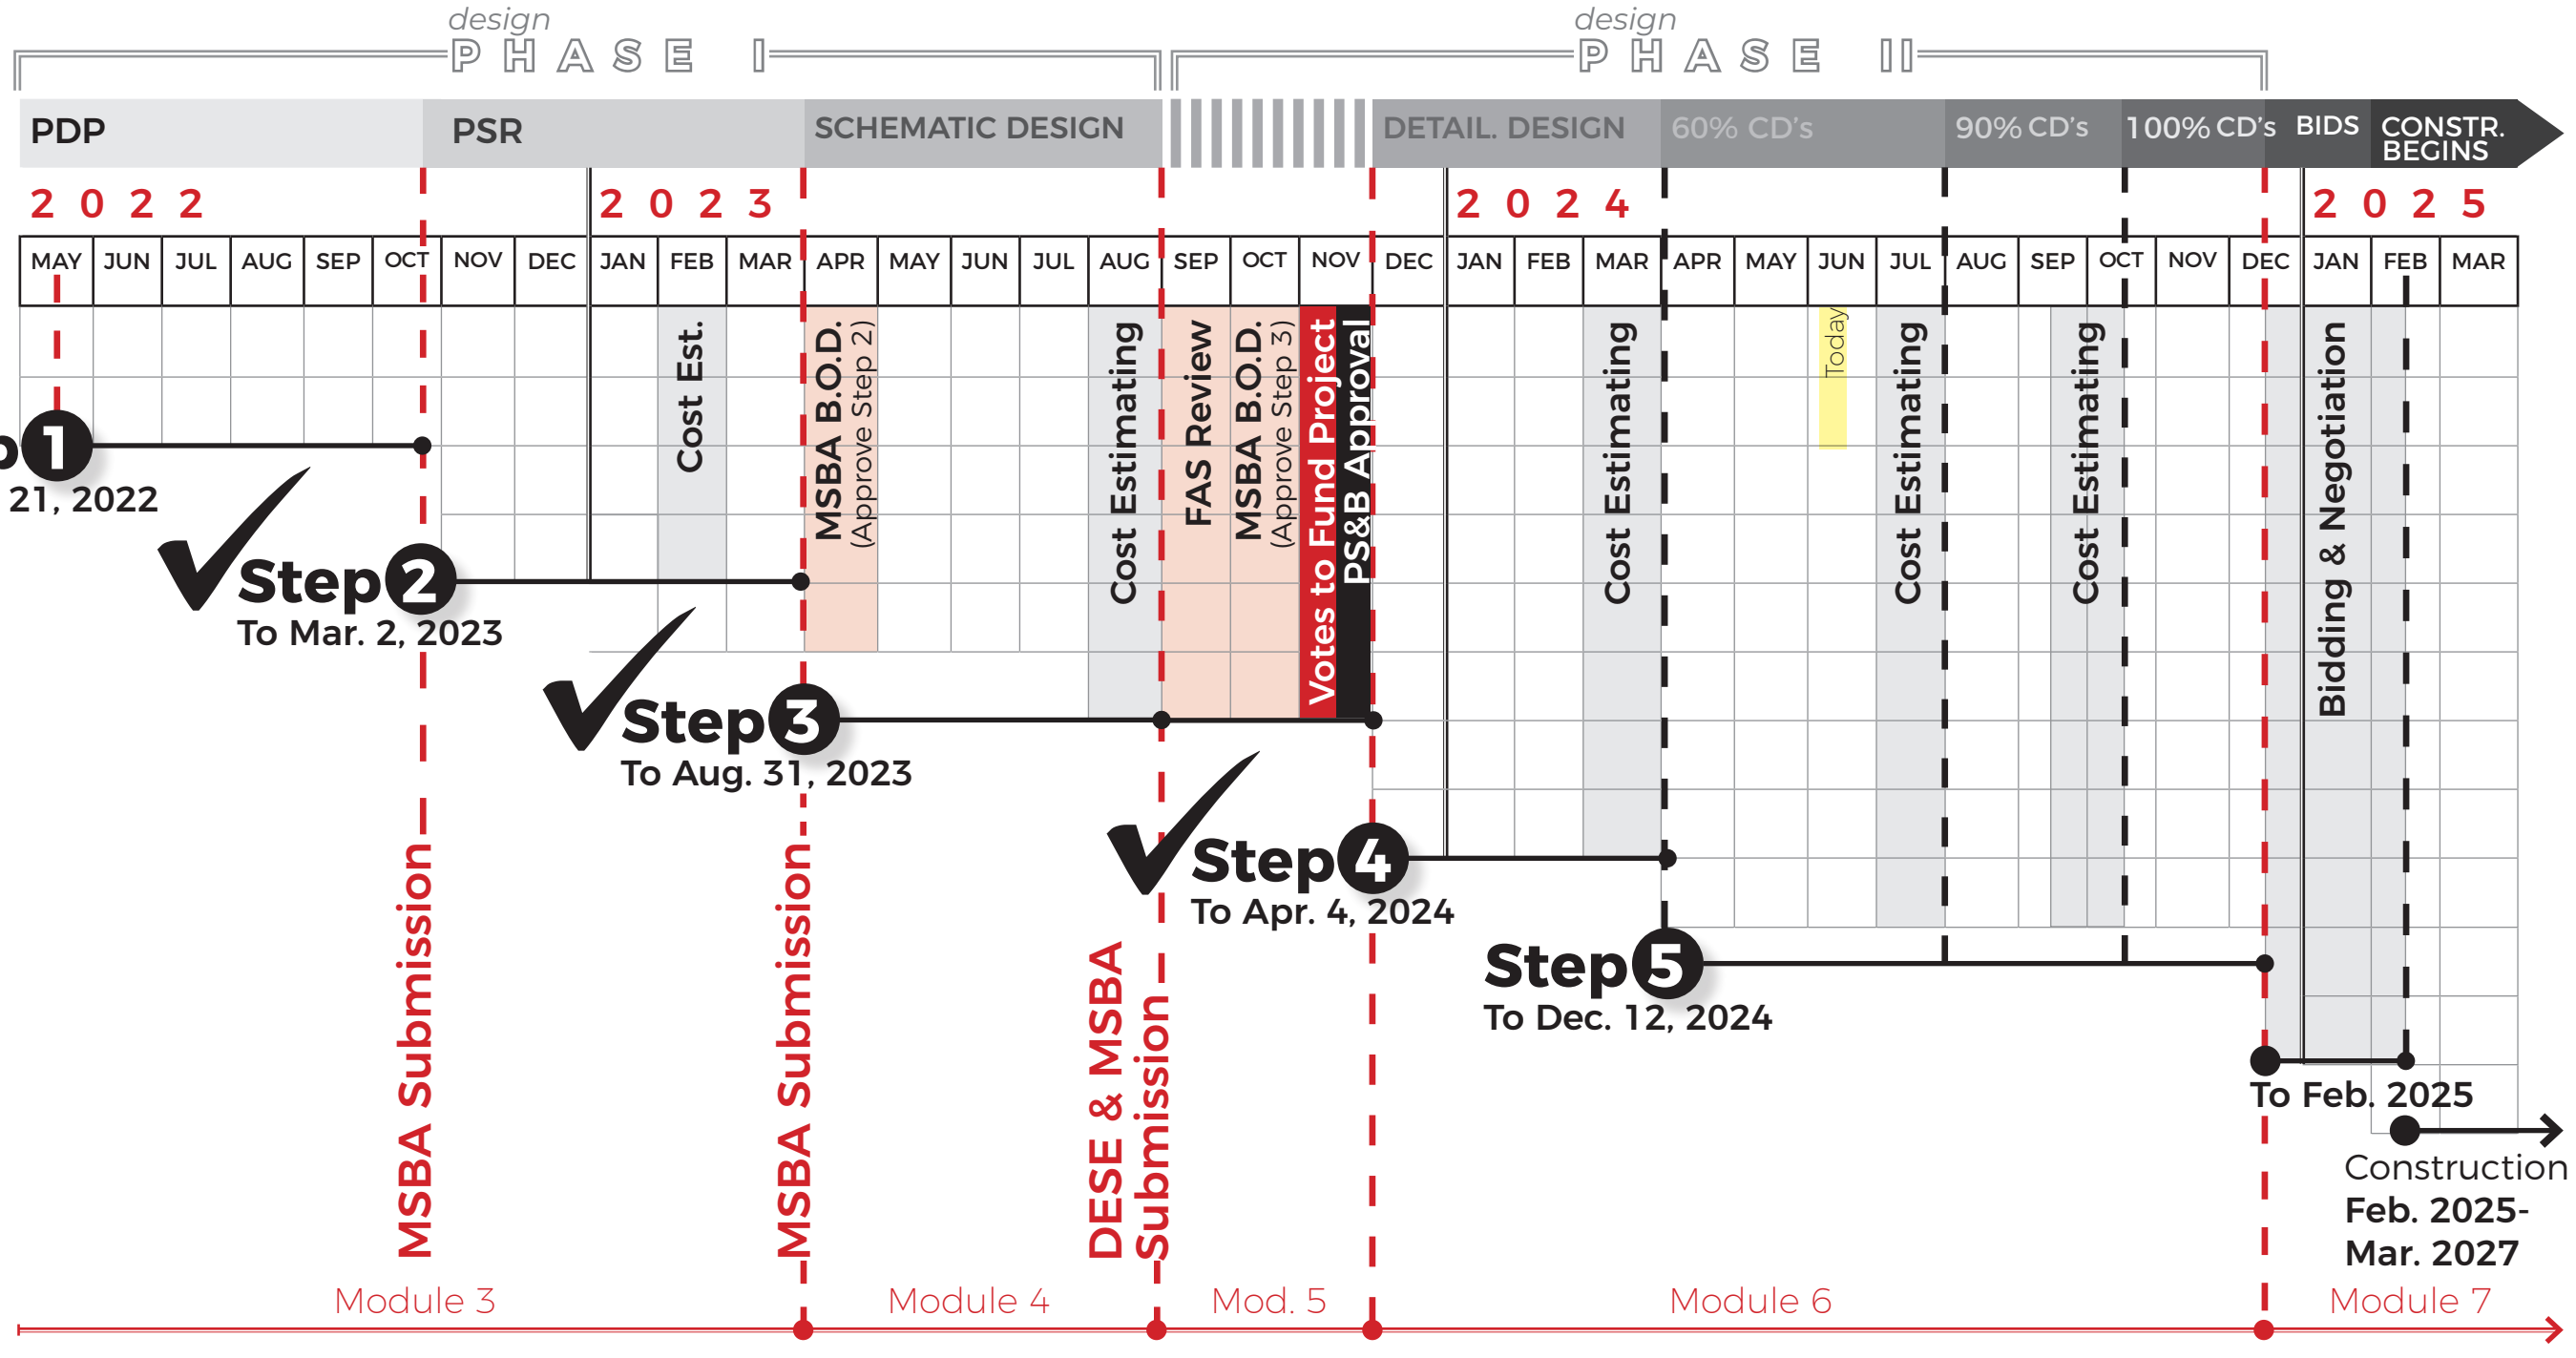 design
PHASE I
design
PHASE II
PDP
PSR
SCHEMATIC DESIGN
DETAIL. DESIGN
60% CD's
90% CD's
100% CD's
BIDS
CONSTR.
BEGINS
2022
2023
2024
2025
MAY JUN JUL AUG SEP OCT NOV DEC JAN FEB MAR APR MAY JUN JUL AUG SEP OCT NOV DEC JAN FEB MAR APR MAY JUN JUL AUG SEP OCT NOV DEC JAN FEB MAR
Cost Est.
MSBA B.O.D.
(Approve Step 2)
Cost Estimating
FAS Review
MSBA B.O.D.
(Approve Step 3)
Votes to Fund Project
PS&B Approval
Cost Estimating
Today
Cost Estimating
Cost Estimating
Bidding & Negotiation
p 1
21, 2022
Step 2
To Mar. 2, 2023
Step 3
To Aug. 31, 2023
Step 4
To Apr. 4, 2024
Step 5
To Dec. 12, 2024
To Feb. 2025
Construction
Feb. 2025-
Mar. 2027
MSBA Submission
MSBA Submission
DESE & MSBA
Submission
Module 3
Module 4
Mod. 5
Module 6
Module 7